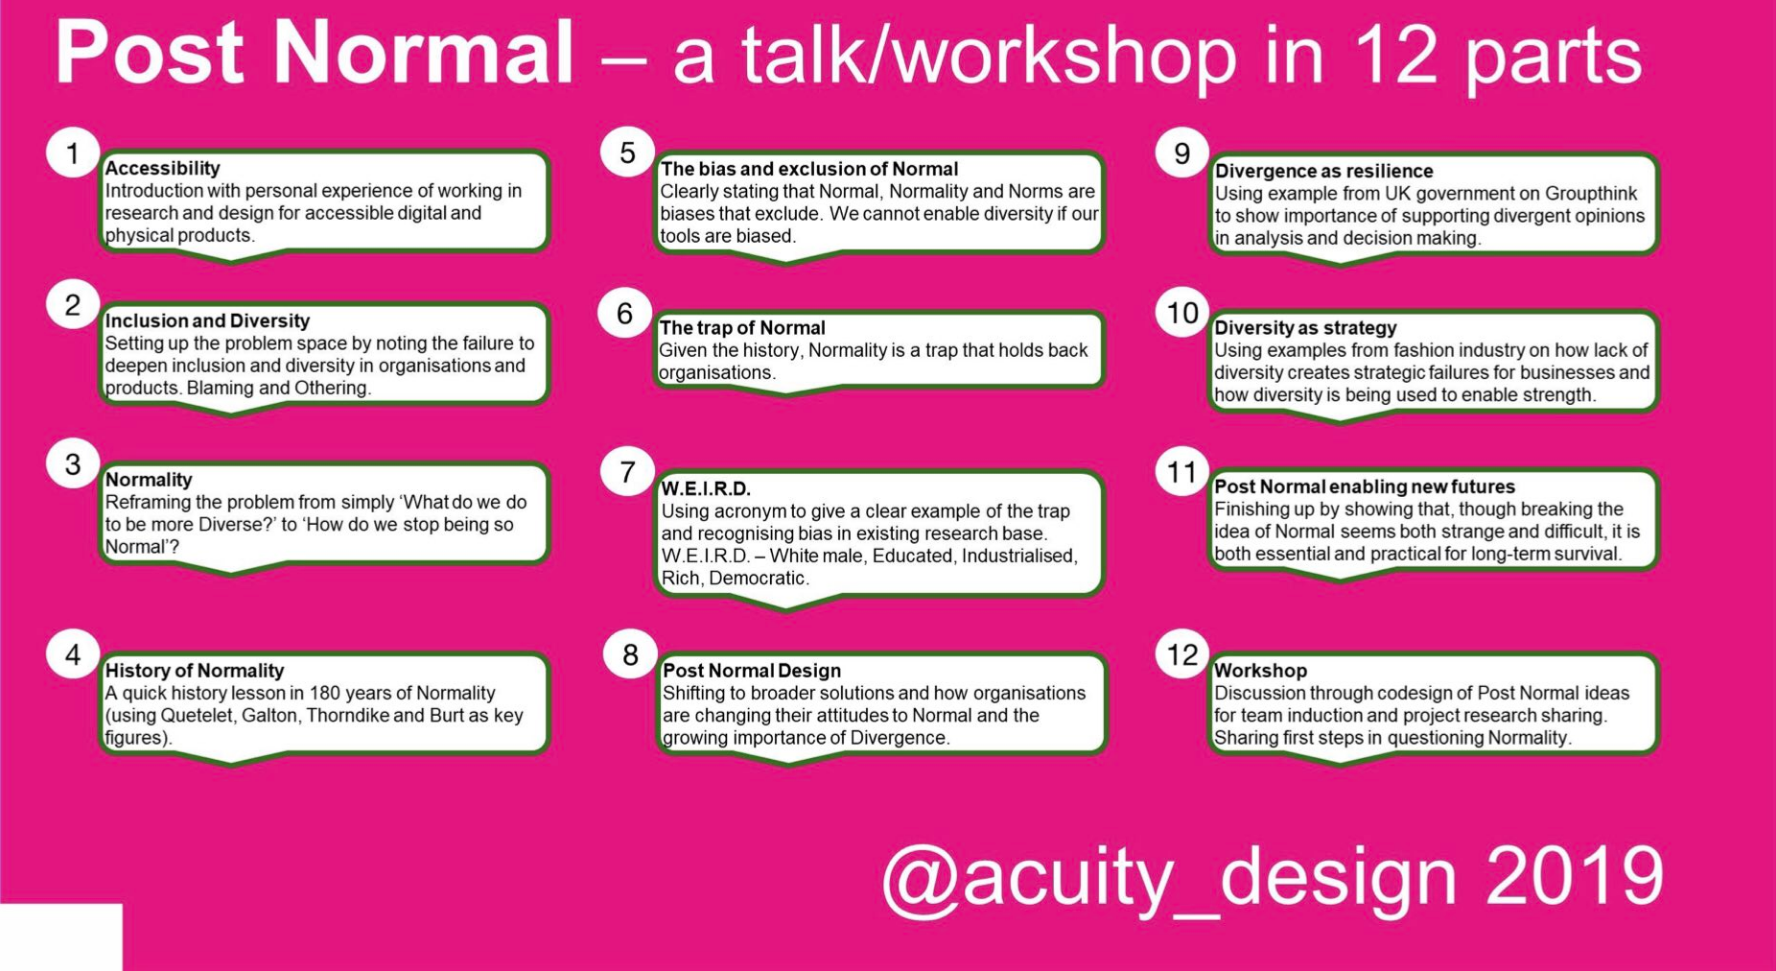 Post Normal – a talk/workshop in 12 parts
1
Accessibility
Introduction with personal experience of working in
research and design for accessible digital and
physical products.
2
Inclusion and Diversity
Setting up the problem space by noting the failure to
deepen inclusion and diversity in organisations and
products. Blaming and Othering.
3
Normality
Reframing the problem from simply ‘What do we do
to be more Diverse?’ to ‘How do we stop being so
Normal’?
4
History of Normality
A quick history lesson in 180 years of Normality
(using Quetelet, Galton, Thorndike and Burt as key
figures).
5
The bias and exclusion of Normal
Clearly stating that Normal, Normality and Norms are
biases that exclude. We cannot enable diversity if our
tools are biased.
6
The trap of Normal
Given the history, Normality is a trap that holds back
organisations.
7
W.E.I.R.D.
Using acronym to give a clear example of the trap
and recognising bias in existing research base.
W.E.I.R.D. – White male, Educated, Industrialised,
Rich, Democratic.
8
Post Normal Design
Shifting to broader solutions and how organisations
are changing their attitudes to Normal and the
growing importance of Divergence.
9
Divergence as resilience
Using example from UK government on Groupthink
to show importance of supporting divergent opinions
in analysis and decision making.
10
Diversity as strategy
Using examples from fashion industry on how lack of
diversity creates strategic failures for businesses and
how diversity is being used to enable strength.
11
Post Normal enabling new futures
Finishing up by showing that, though breaking the
idea of Normal seems both strange and difficult, it is
both essential and practical for long-term survival.
12
Workshop
Discussion through codesign of Post Normal ideas
for team induction and project research sharing.
Sharing first steps in questioning Normality.
@acuity_design 2019